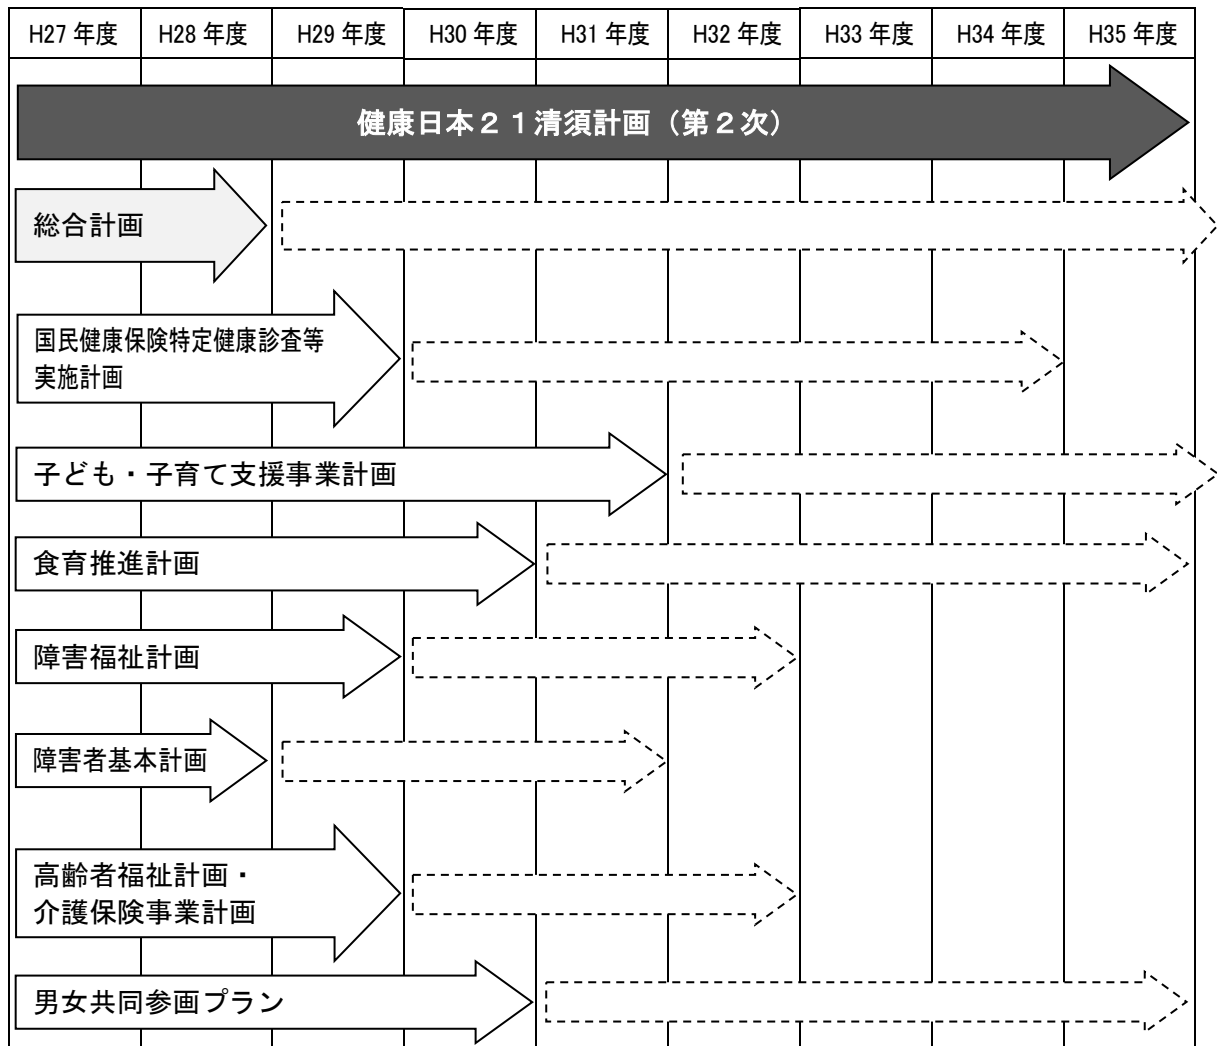 H27 年度 H28 年度 H29 年度 H30 年度 H31 年度 H32 年度 H33 年度 H34 年度 H35 年度
健康日本２１清須計画（第２次）
総合計画
国民健康保険特定健康診査等
実施計画
子ども・子育て支援事業計画
食育推進計画
障害福祉計画
障害者基本計画
高齢者福祉計画・
介護保険事業計画
男女共同参画プラン